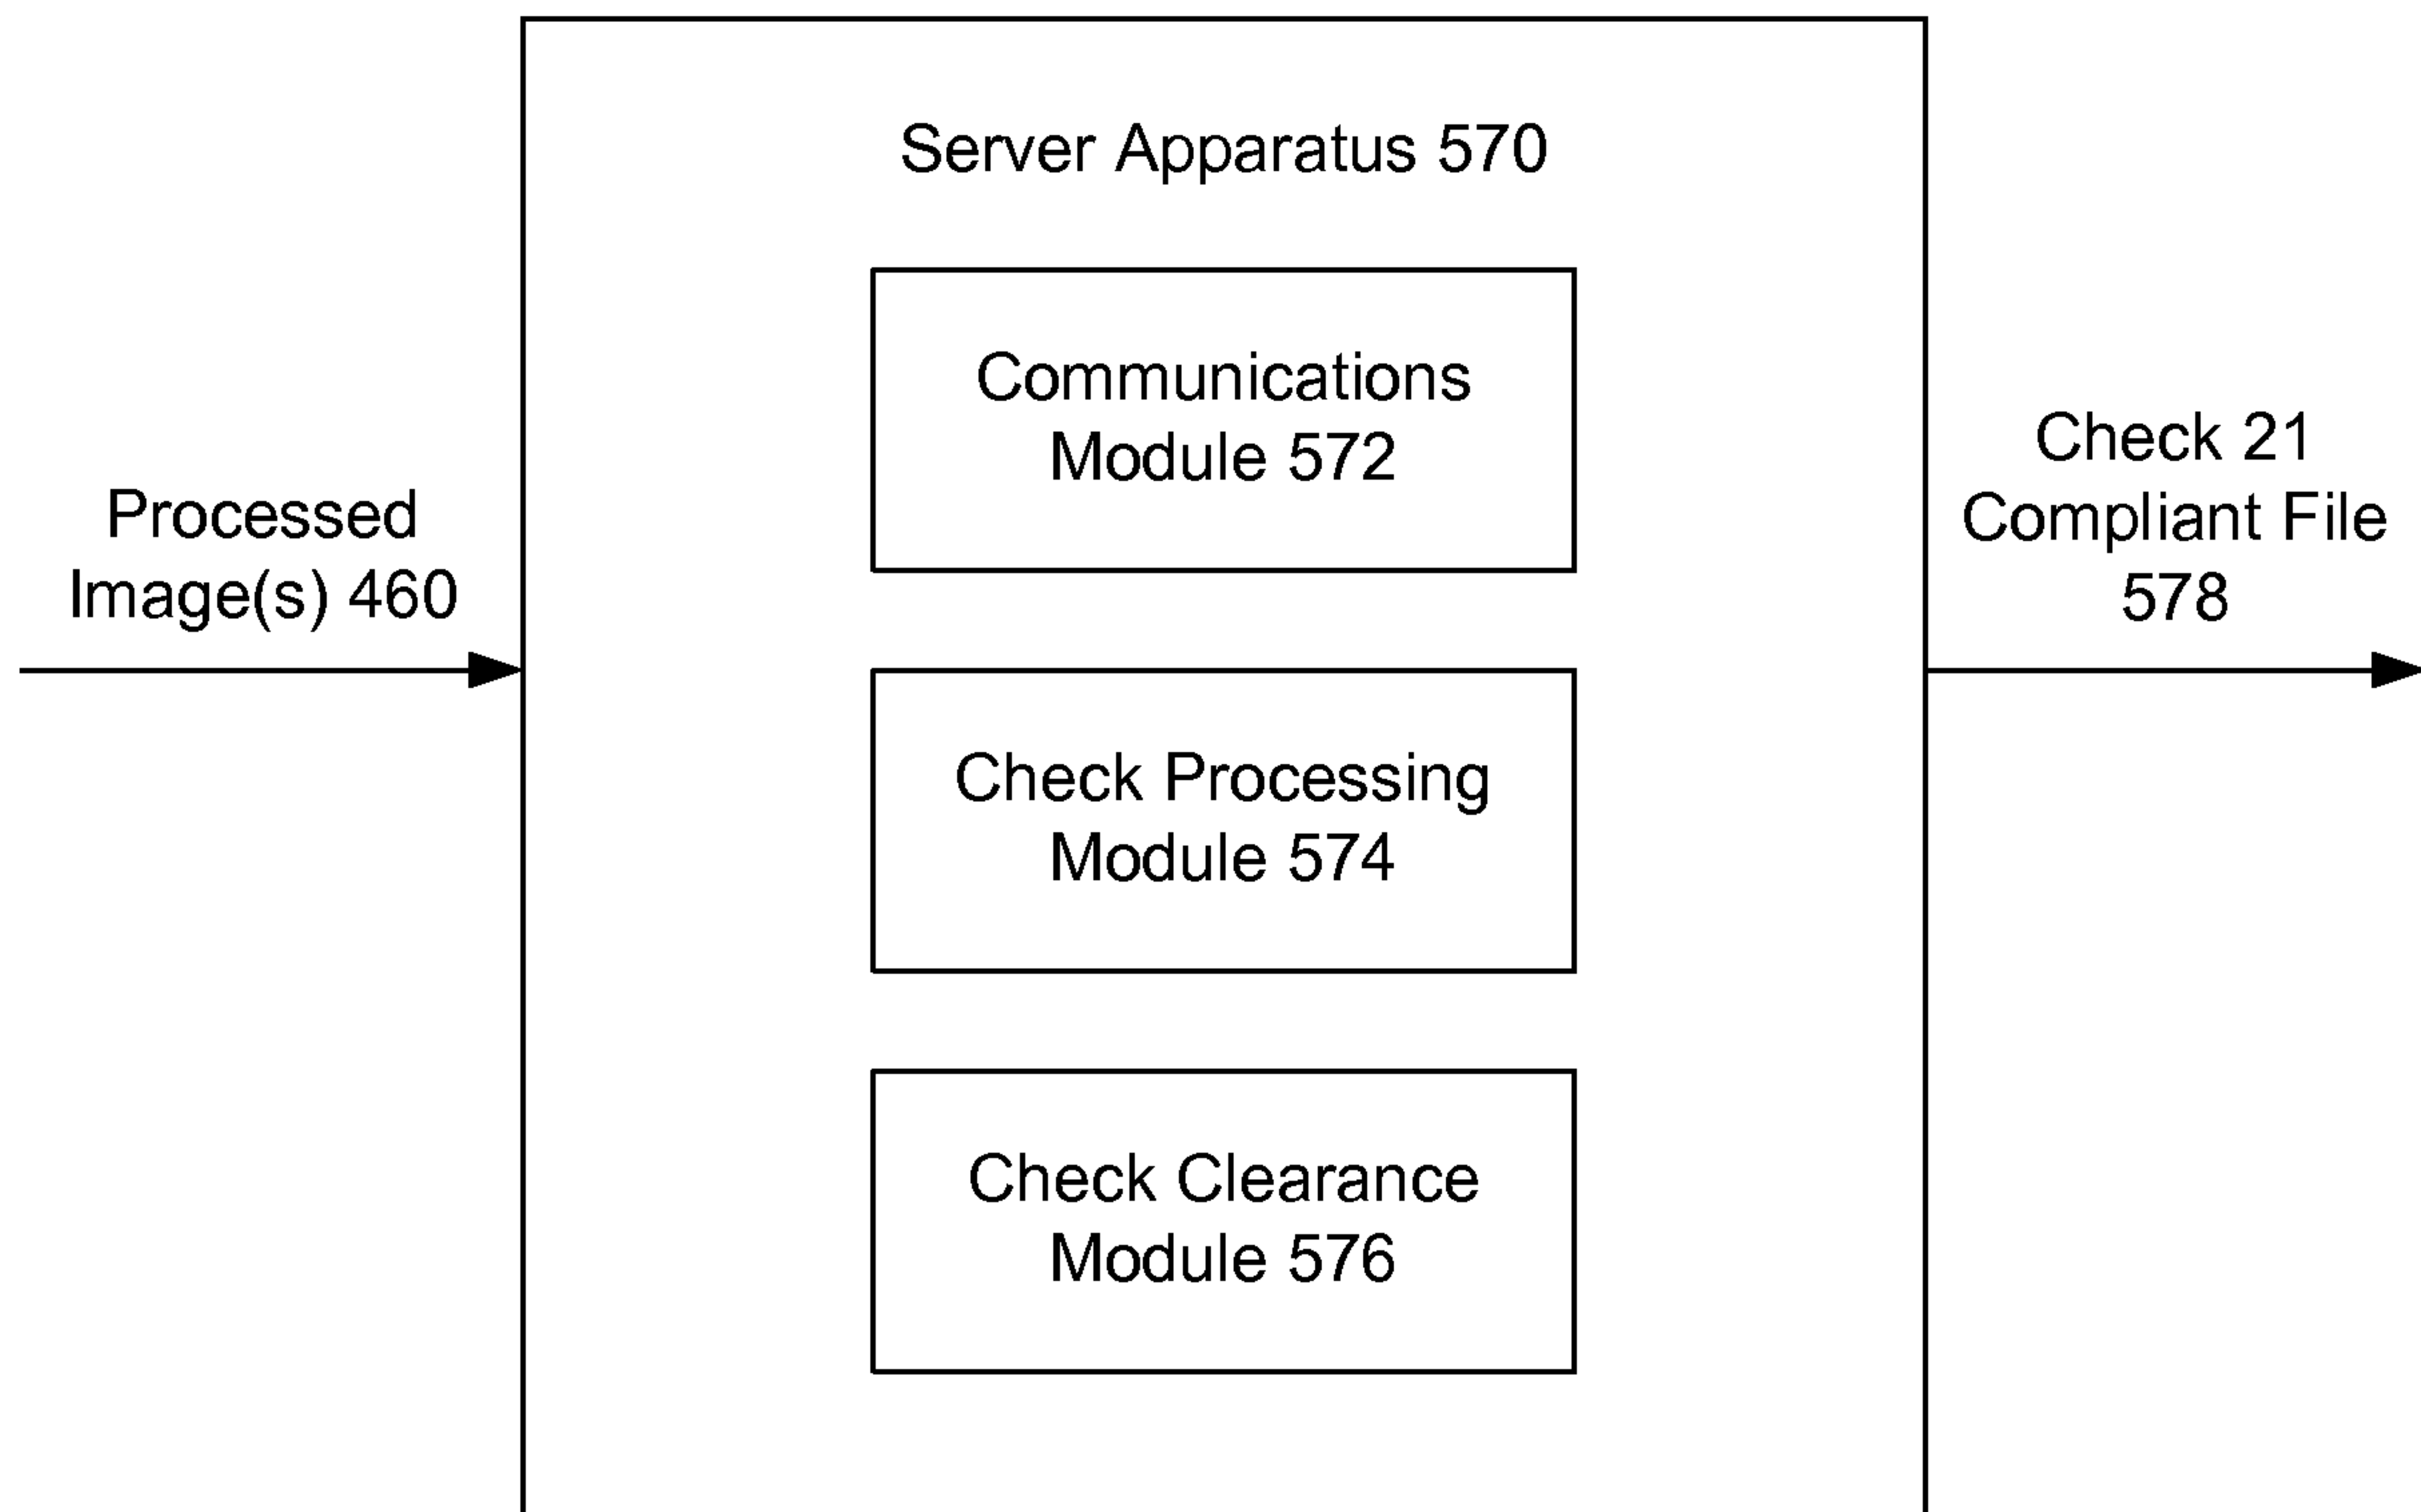 Server Apparatus 570
Communications
Module 572
Processed
Image(s) 460
Check 21
Compliant File
578
Check Processing
Module 574
Check Clearance
Module 576